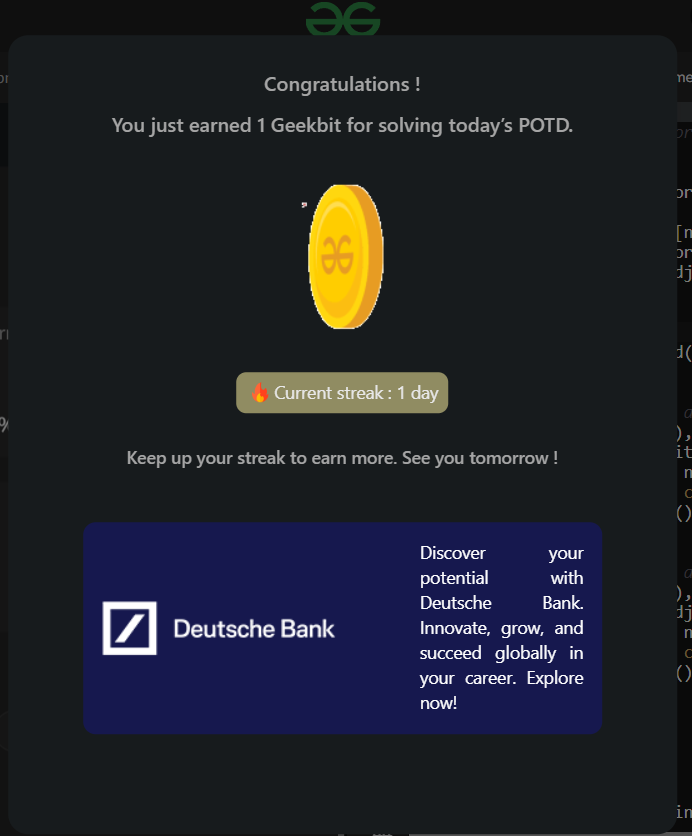 Congratulations !
You just earned 1 Geekbit for solving today's POTD.
Current streak : 1 day
Keep up your streak to earn more. See you tomorrow !
Deutsche Bank
Discover your
potential with
Deutsche Bank.
Innovate, grow, and
succeed globally in
your career. Explore
now!